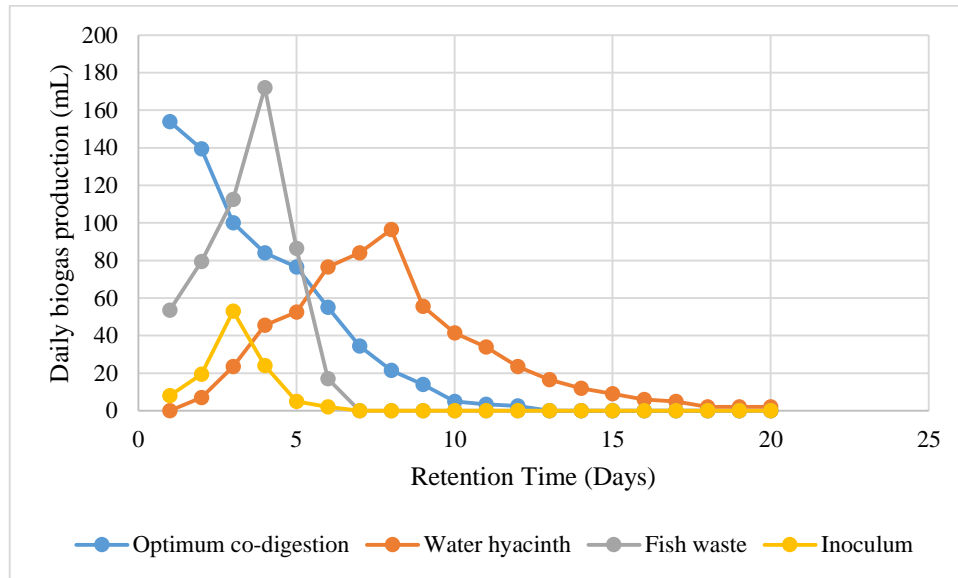 200
180
160
140
120
100
80
60
40
20
0
Daily biogas production (mL)
0 5 10 15 20 25
Retention Time (Days)
Optimum co-digestion Water hyacinth Fish waste Inoculum